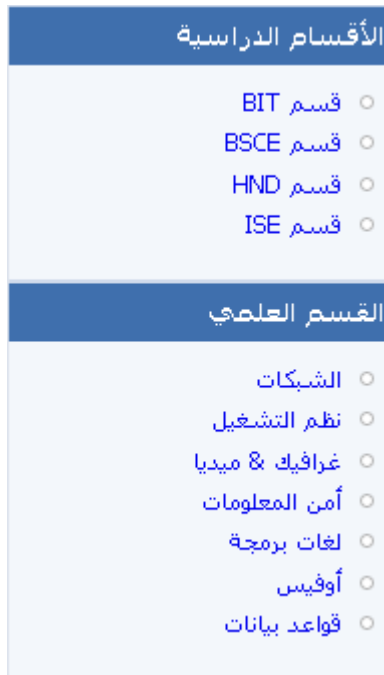 الأقسام الدراسية
قسم BIT
قسم BSCE
قسم HND
قسم ISE
القسم العلمي
الشبكات
نظم التشغيل
غرافيك & ميديا
أمن المعلومات
لغات برمجة
أوفيس
قواعد بيانات